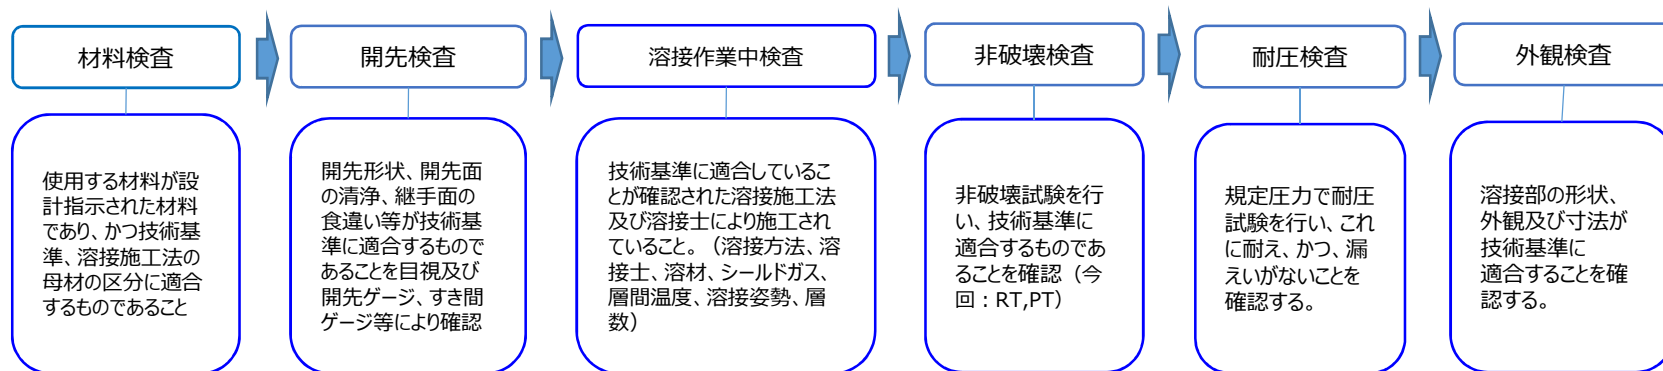 材料検査
開先検査
溶接作業中検査
非破壊検査
耐圧検査
外観検査
使用する材料が設
計指示された材料
であり、かつ技術基
準、溶接施工法の
母材の区分に適合
するものであること
開先形状、開先面
の清浄、継手面の
食違い等が技術基
準に適合するもので
あることを目視及び
開先ゲージ、すき間
ゲージ等により確認
技術基準に適合しているこ
とが確認された溶接施工法
及び溶接士により施工され
ていること。（溶接方法、溶
接士、溶材、シールドガス、
層間温度、溶接姿勢、層
数）
非破壊試験を行
い、技術基準に
適合するものであ
ることを確認（今
回：RT,PT）
規定圧力で耐圧
試験を行い、これ
に耐え、かつ、漏
えいがないことを
確認する。
溶接部の形状、
外観及び寸法が
技術基準に
適合することを確
認する。